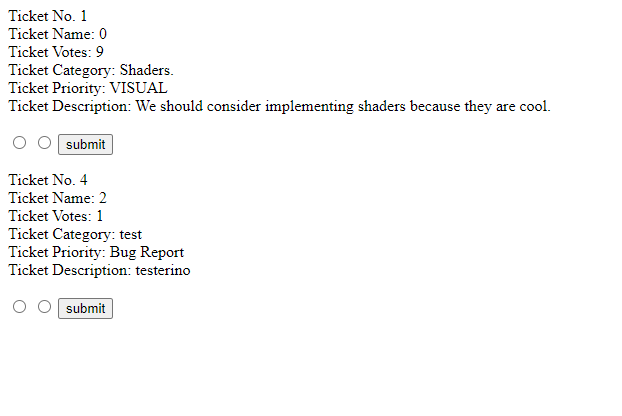 Ticket No. 1
Ticket Name: 0
Ticket Votes: 9
Ticket Category: Shaders.
Ticket Priority: VISUAL
Ticket Description: We should consider implementing shaders because they are cool.
submit
Ticket No. 4
Ticket Name: 2
Ticket Votes: 1
Ticket Category: test
Ticket Priority: Bug Report
Ticket Description: testerino
submit